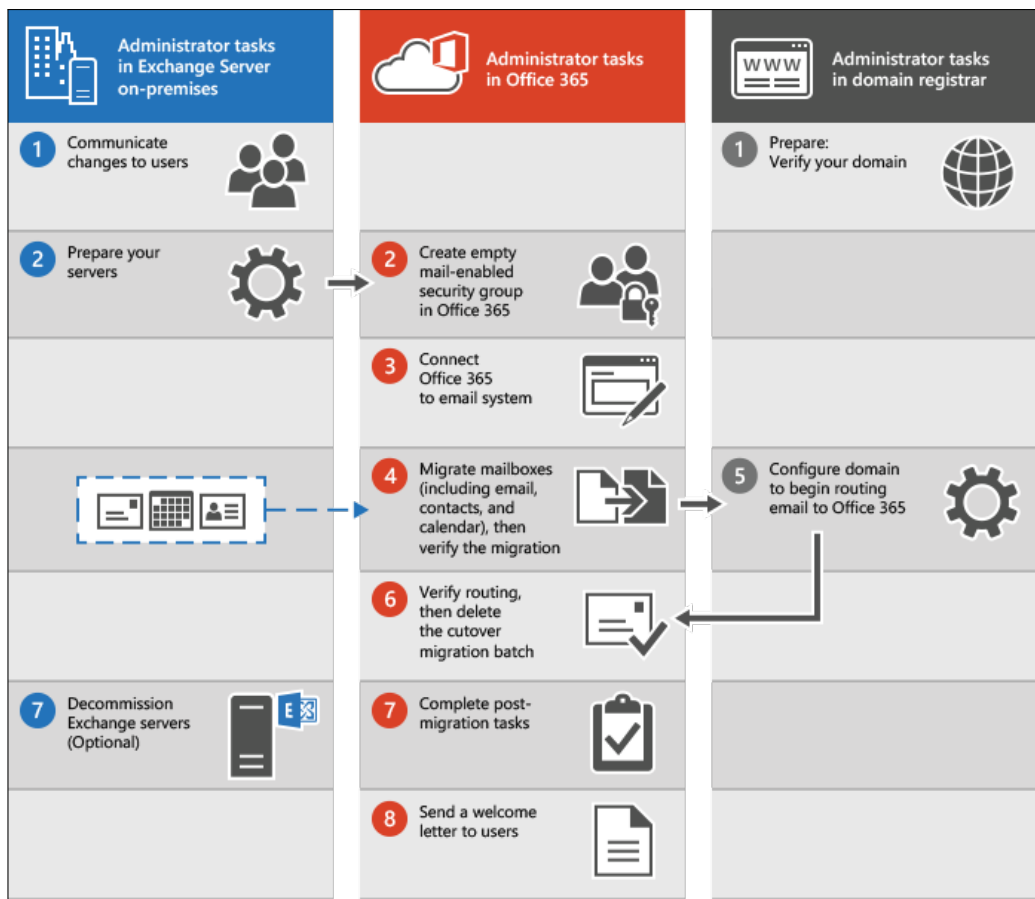 Administrator tasks
in Exchange Server
on-premises
Administrator tasks
in Office 365
WWW
Administrator tasks
in domain registrar
1 Communicate
changes to users
1 Prepare:
Verify your domain
2 Prepare your
servers
2 Create empty
mail-enabled
security group
in Office 365
3 Connect
Office 365
to email system
4 Migrate mailboxes
(including email,
contacts, and
calendar), then
verify the migration
5 Configure domain
to begin routing
email to Office 365
6 Verify routing,
then delete
the cutover
migration batch
7 Decommission
Exchange servers
(Optional)
E
7 Complete post-
migration tasks
8 Send a welcome
letter to users